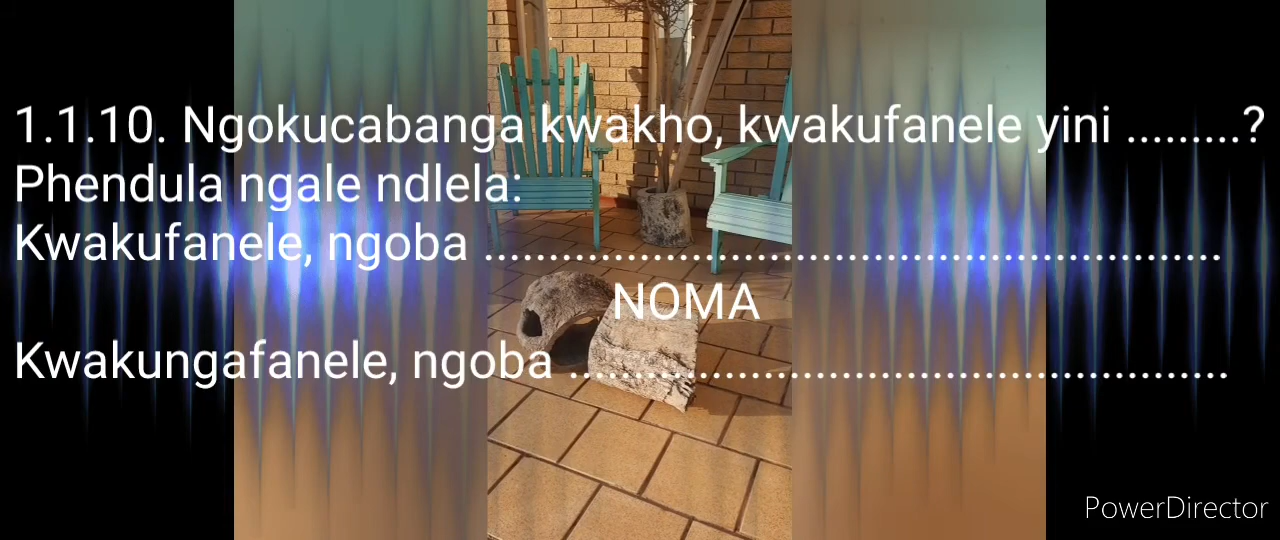 1.1.10. Ngokucabanga kwakho, kwakufanele yini .........?
Phendula ngale ndlela:
Kwakufanele, ngoba ........................................................
NOMA
Kwakungafanele, ngoba ..................................................
PowerDirector